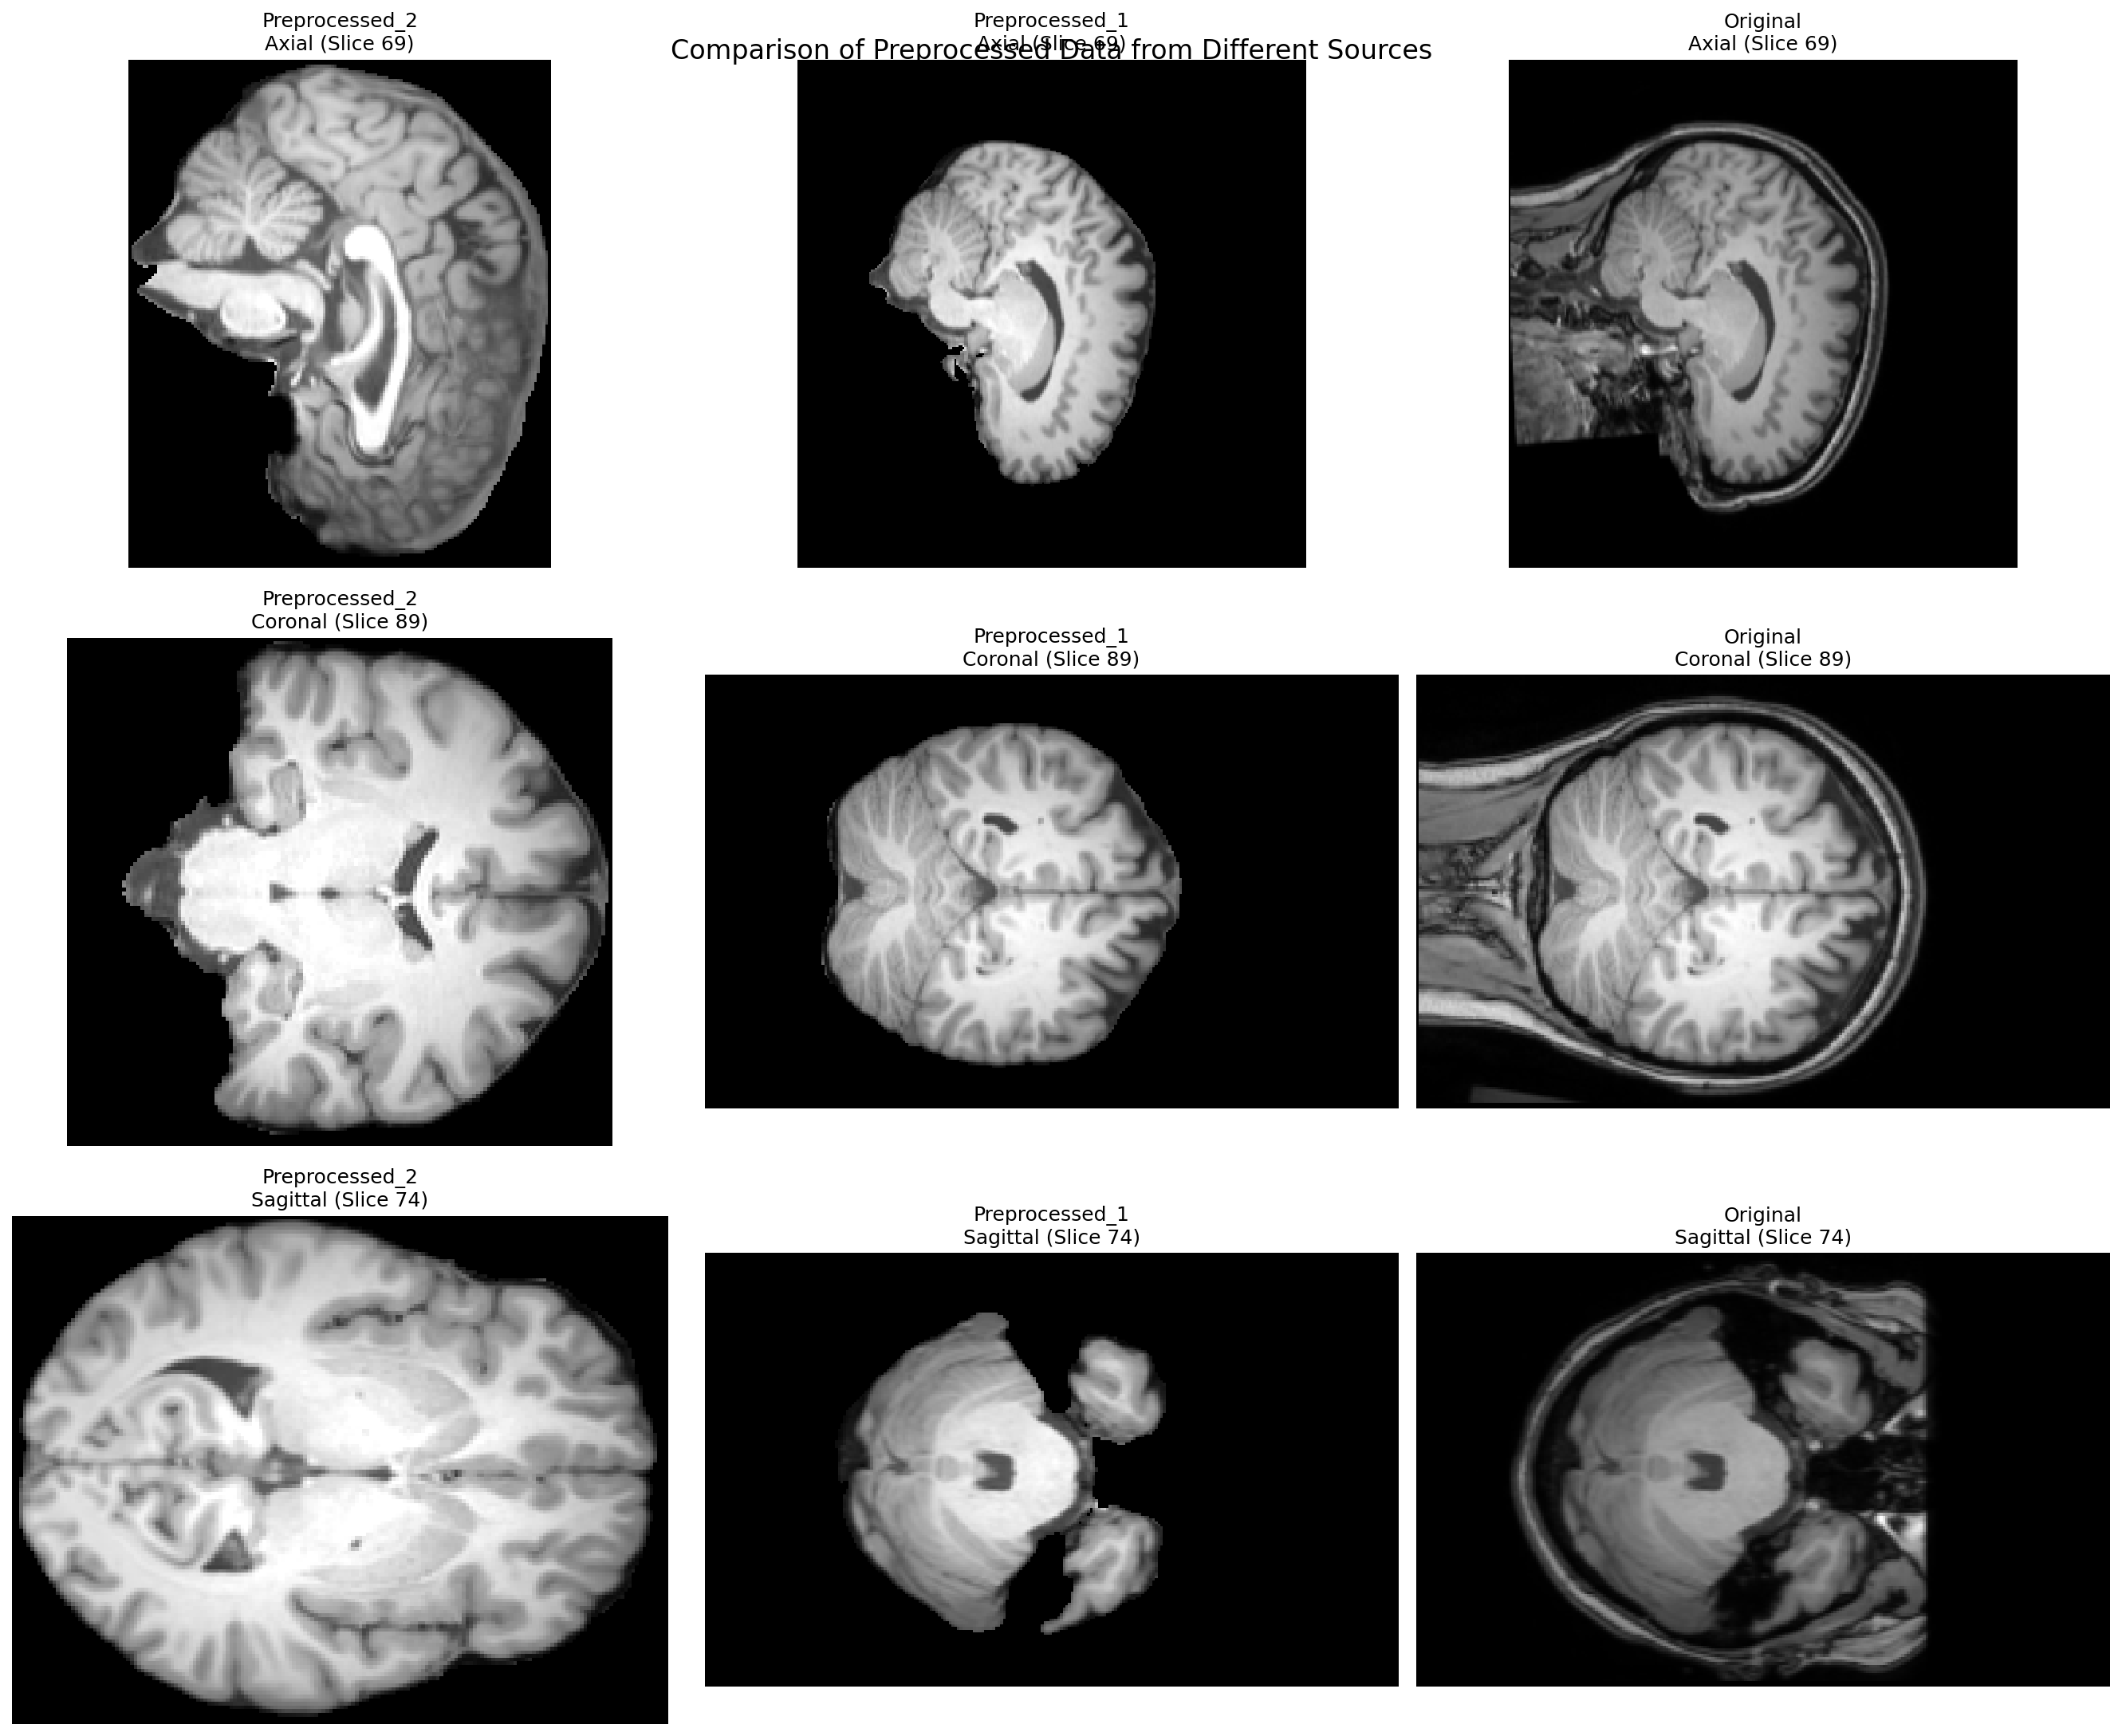 Preprocessed_2
Axial (Slice 69)
Preprocessed_1
Axial (Slice 69)
Original
Axial (Slice 69)
Comparison of Preprocessed Data from Different Sources
Preprocessed_2
Coronal (Slice 89)
Preprocessed_1
Coronal (Slice 89)
Original
Coronal (Slice 89)
Preprocessed_2
Sagittal (Slice 74)
Preprocessed_1
Sagittal (Slice 74)
Original
Sagittal (Slice 74)